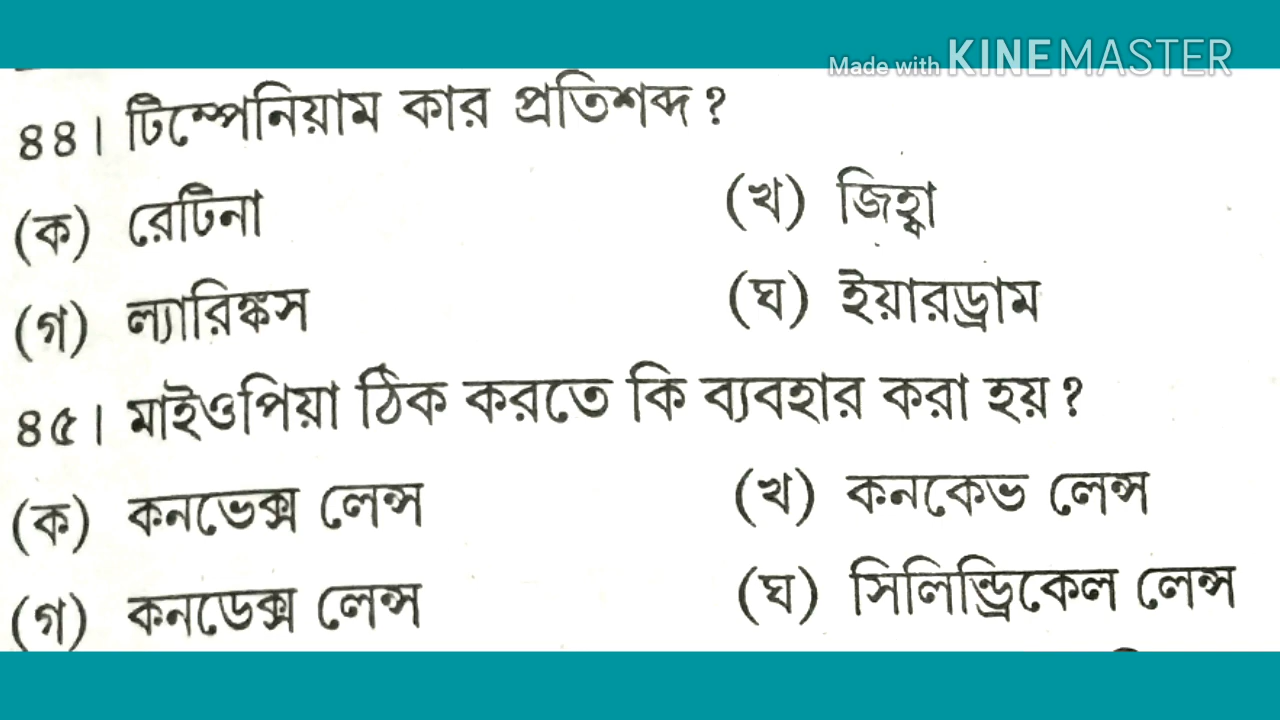 Made with KINEMASTER
৪৪। টিম্পেনিয়াম কার প্রতিশব্দ ?
(ক) রেটিনা (খ) জিহ্বা
(গ) ল্যারিঙ্কস (ঘ) ইয়ারড্রাম
৪৫। মাইওপিয়া ঠিক করতে কি ব্যবহার করা হয় ?
(ক) কনভেক্স লেন্স (খ) কনকেভ লেন্স
(গ) কনডেক্স লেন্স (ঘ) সিলিন্ড্রিকেল লেন্স